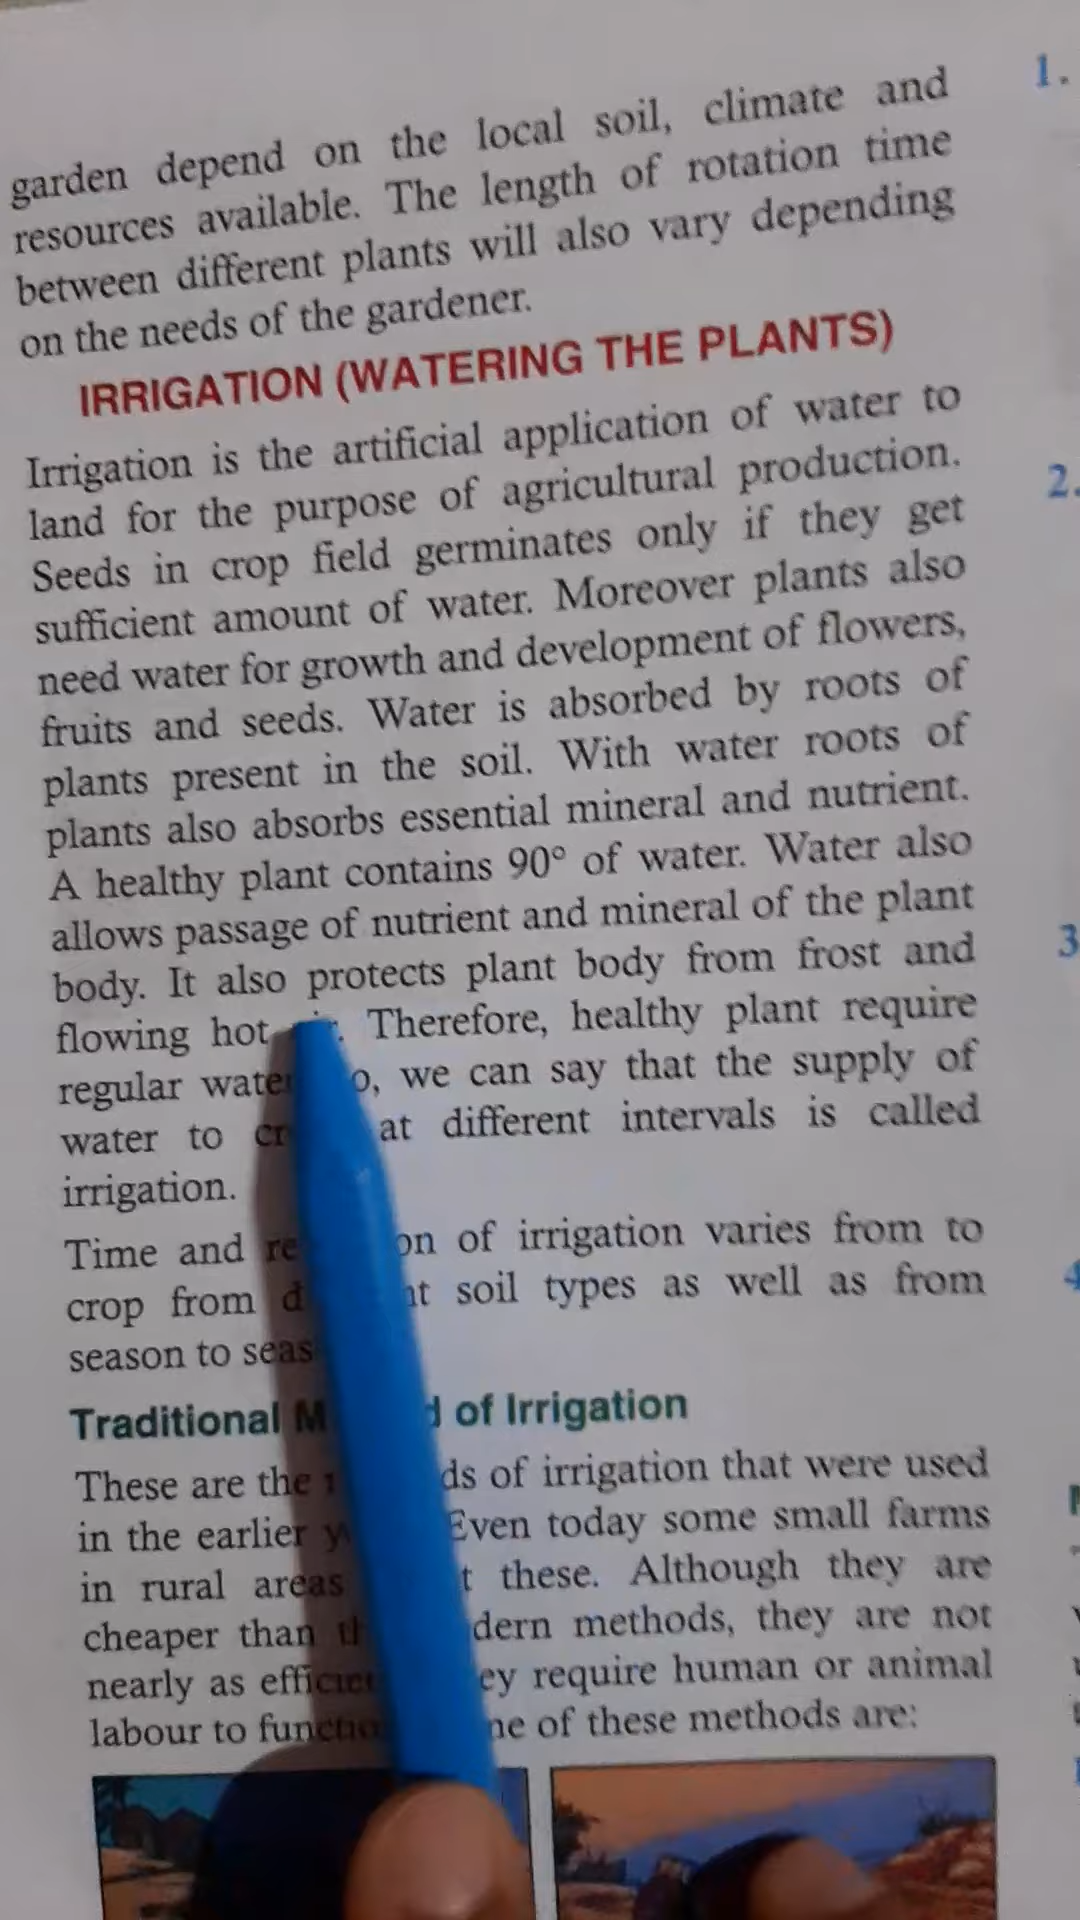 garden depend on the local soil, climate and
resources available. The length of rotation time
between different plants will also vary depending
on the needs of the gardener.
IRRIGATION (WATERING THE PLANTS)
Irrigation is the artificial application of water to
land for the purpose of agricultural production.
Seeds in crop field germinates only if they get
sufficient amount of water. Moreover plants also
need water for growth and development of flowers,
fruits and seeds. Water is absorbed by roots of
plants present in the soil. With water roots of
plants also absorbs essential mineral and nutrient.
A healthy plant contains 90° of water. Water also
allows passage of nutrient and mineral of the plant
body. It also protects plant body from frost and
flowing hot Therefore, healthy plant require
regular we can say that the supply of
water to at different intervals is called
irrigation.
Time and of irrigation varies from to
crop from soil types as well as from
season to
Traditional of Irrigation
These are the of irrigation that were used
in the earlier Even today some small farms
in rural areas these. Although they are
cheaper than methods, they are not
nearly as require human or animal
labour to of these methods are:
1.
2.
3
4